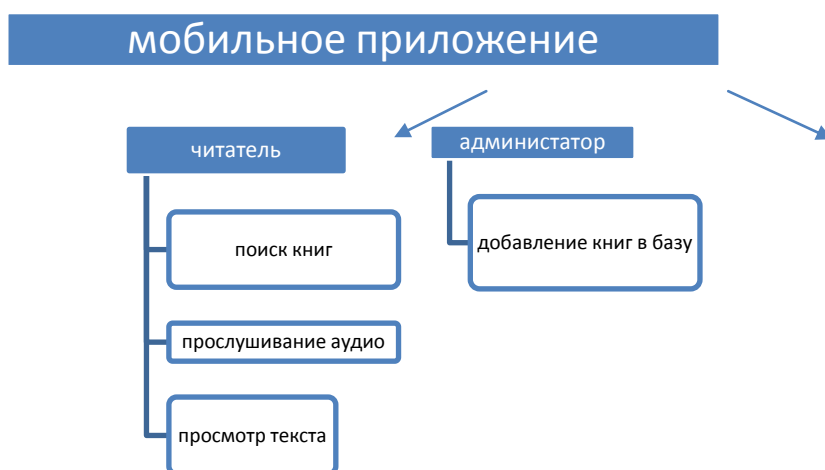 мобильное приложение
читатель
поиск книг
прослушивание аудио
просмотр текста
администатор
добавление книг в базу